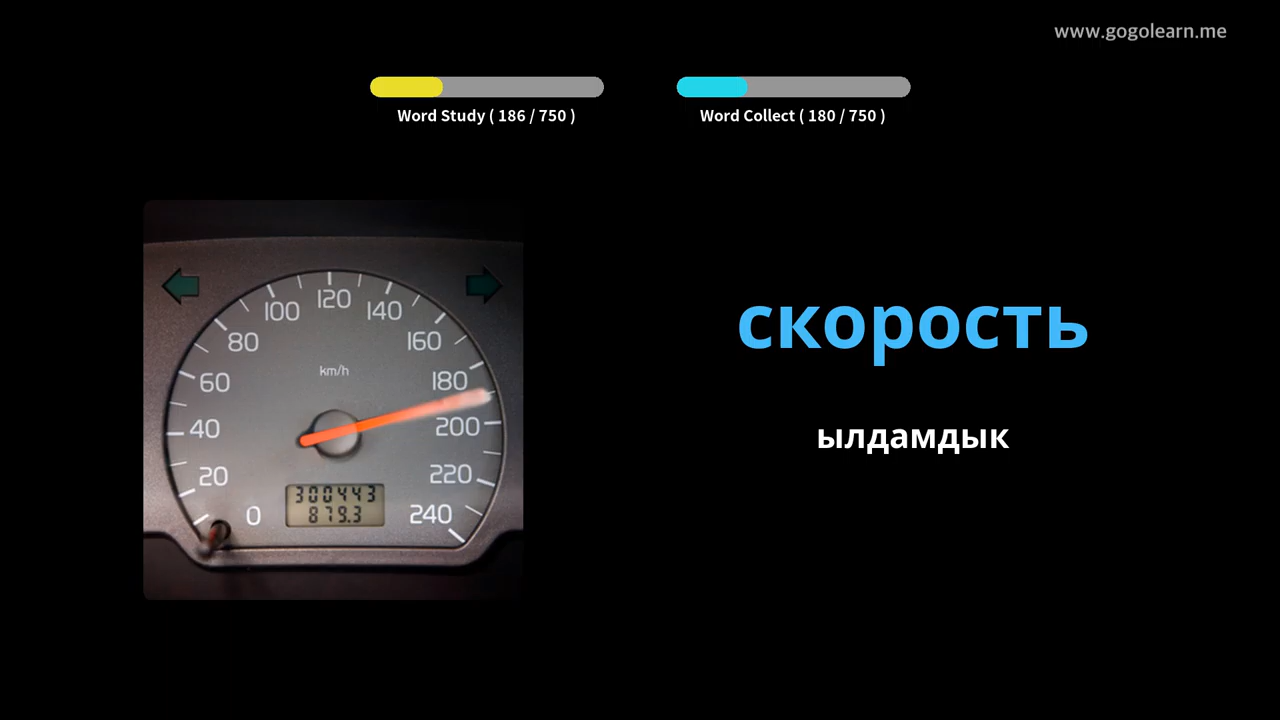 www.gogolearn.me
Word Study ( 186 / 750 )
Word Collect ( 180 / 750 )
скорость
ылдамдык
120
100
140
80
160
km/h
60
180
40
200
20
220
0
240
300443
879.3